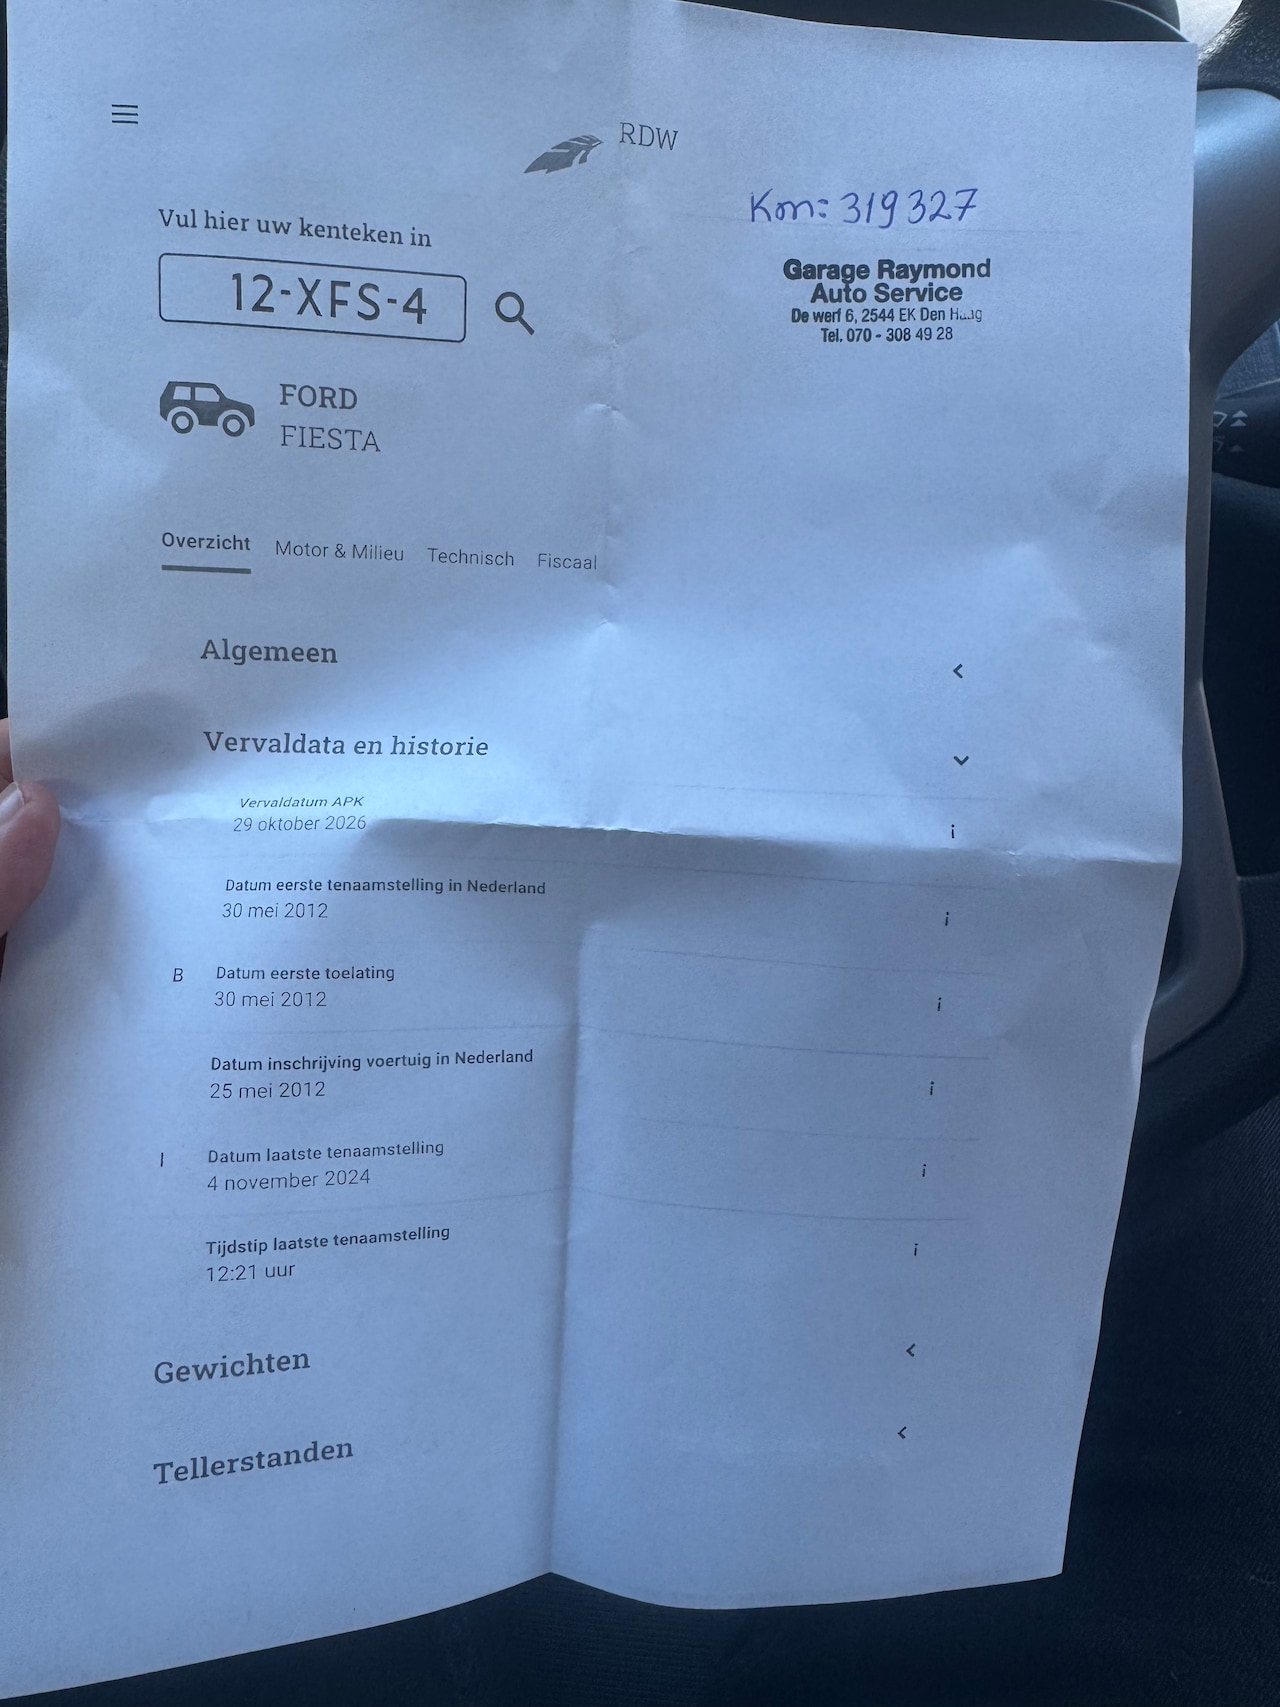 RDW
Vul hier uw kenteken in
Km: 319327
12-XFS-4
Garage Raymond
Auto Service
De werf 6, 2544 EK Den Haag
Tel. 070 - 308 49 28
FORD
FIESTA
Overzicht Motor & Milieu Technisch Fiscaal
Algemeen
Vervaldata en historie
Vervaldatum APK
29 oktober 2026
Datum eerste tenaamstelling in Nederland
30 mei 2012
B Datum eerste toelating
30 mei 2012
Datum inschrijving voertuig in Nederland
25 mei 2012
I Datum laatste tenaamstelling
4 november 2024
Tijdstip laatste tenaamstelling
12:21 uur
Gewichten
Tellerstanden